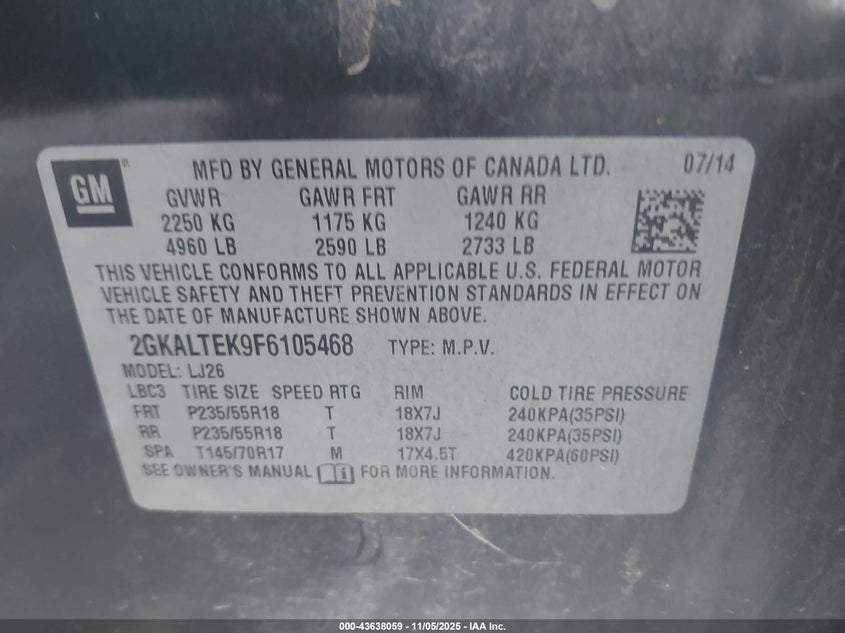 GM ® MFD BY GENERAL MOTORS OF CANADA LTD. 07/14
GVWR GAWR FRT GAWR RR
2250 KG 1175 KG 1240 KG
4960 LB 2590 LB 2733 LB
THIS VEHICLE CONFORMS TO ALL APPLICABLE U.S. FEDERAL MOTOR
VEHICLE SAFETY AND THEFT PREVENTION STANDARDS IN EFFECT ON
THE DATE OF MANUFACTURE SHOWN ABOVE.
2GKALTEK9F6105468 TYPE: M.P.V.
MODEL: LJ26
LBC3 TIRE SIZE SPEED RTG RIM COLD TIRE PRESSURE
FRT P235/55R18 T 18X7J 240KPA(35PSI)
RR P235/55R18 T 18X7J 240KPA(35PSI)
SPA T145/70R17 M 17X4.5T 420KPA(60PSI)
SEE OWNER'S MANUAL i FOR MORE INFORMATION.
000-43638059 - 11/05/2025 - IAA Inc.